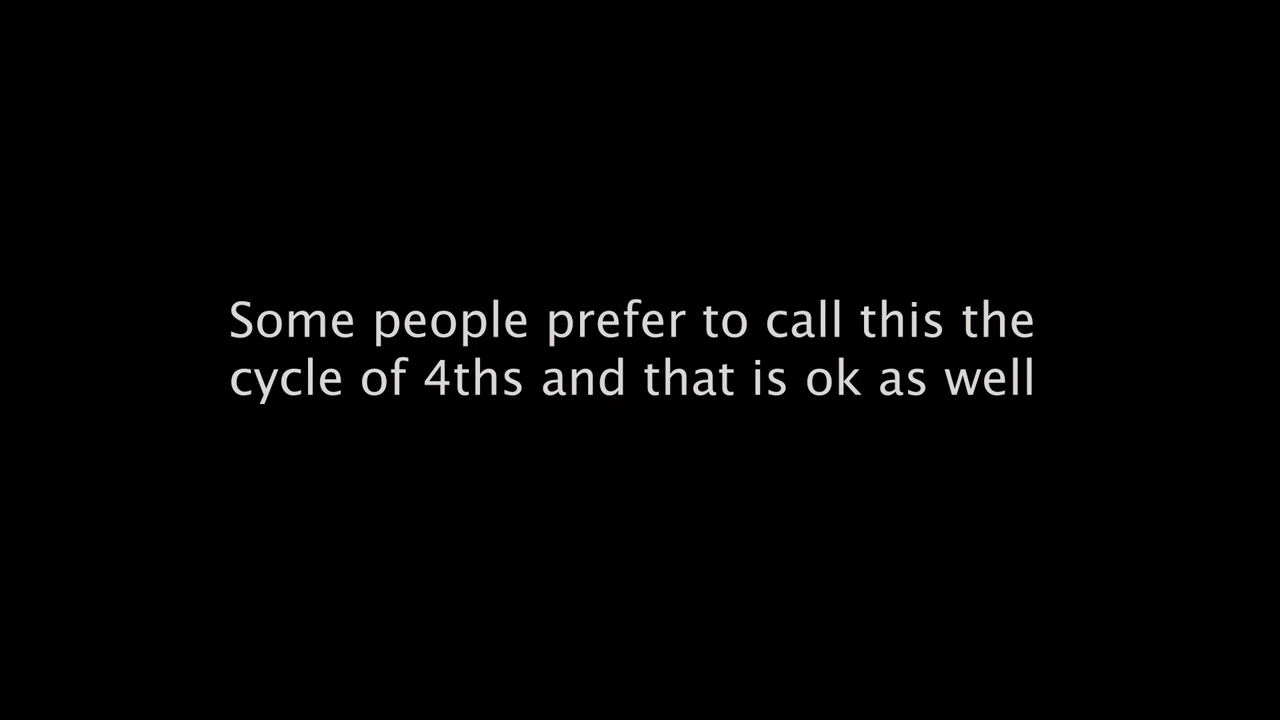 Some people prefer to call this the
cycle of 4ths and that is ok as well